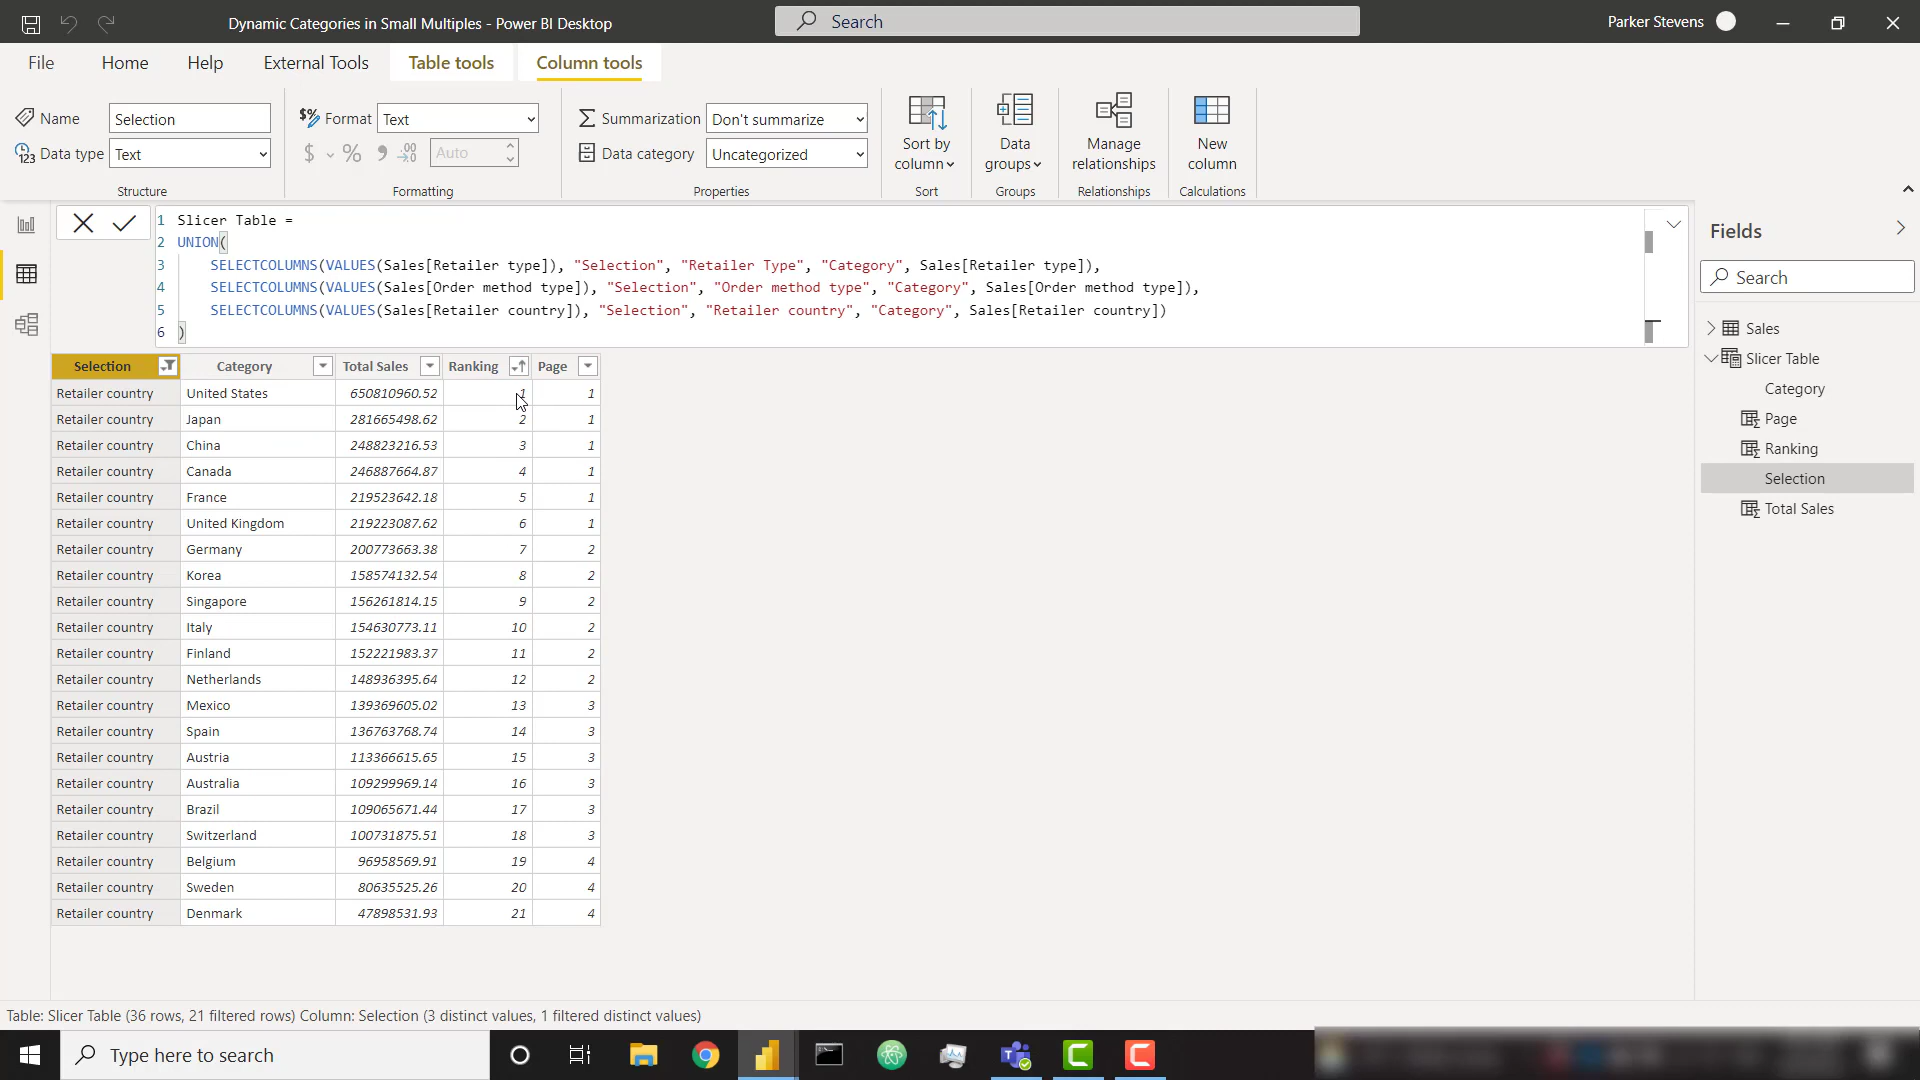 Dynamic Categories in Small Multiples - Power BI Desktop
Search
Parker Stevens
File Home Help External Tools Table tools Column tools
Name Selection
Data type Text
Structure
Format Text
$ % Auto
Formatting
Summarization Don't summarize
Data category Uncategorized
Properties
Sort by column
Sort
Data groups
Groups
Manage relationships
Relationships
New column
Calculations
1 Slicer Table =
2 UNION(
3 SELECTCOLUMNS(VALUES(Sales[Retailer type]), "Selection", "Retailer Type", "Category", Sales[Retailer type]),
4 SELECTCOLUMNS(VALUES(Sales[Order method type]), "Selection", "Order method type", "Category", Sales[Order method type]),
5 SELECTCOLUMNS(VALUES(Sales[Retailer country]), "Selection", "Retailer country", "Category", Sales[Retailer country])
6 )
Selection Category Total Sales Ranking Page
Retailer country United States 650810960.52 1 1
Retailer country Japan 281665498.62 2 1
Retailer country China 248823216.53 3 1
Retailer country Canada 246887664.87 4 1
Retailer country France 219523642.18 5 1
Retailer country United Kingdom 219223087.62 6 1
Retailer country Germany 200773663.38 7 2
Retailer country Korea 158574132.54 8 2
Retailer country Singapore 156261814.15 9 2
Retailer country Italy 154630773.11 10 2
Retailer country Finland 152221983.37 11 2
Retailer country Netherlands 148936395.64 12 2
Retailer country Mexico 139369605.02 13 3
Retailer country Spain 136763768.74 14 3
Retailer country Austria 113366615.65 15 3
Retailer country Australia 109299969.14 16 3
Retailer country Brazil 109065671.44 17 3
Retailer country Switzerland 100731875.51 18 3
Retailer country Belgium 96958569.91 19 4
Retailer country Sweden 80635525.26 20 4
Retailer country Denmark 47898531.93 21 4
Fields
Search
Sales
Slicer Table
Category
Page
Ranking
Selection
Total Sales
Table: Slicer Table (36 rows, 21 filtered rows) Column: Selection (3 distinct values, 1 filtered distinct values)
Type here to search